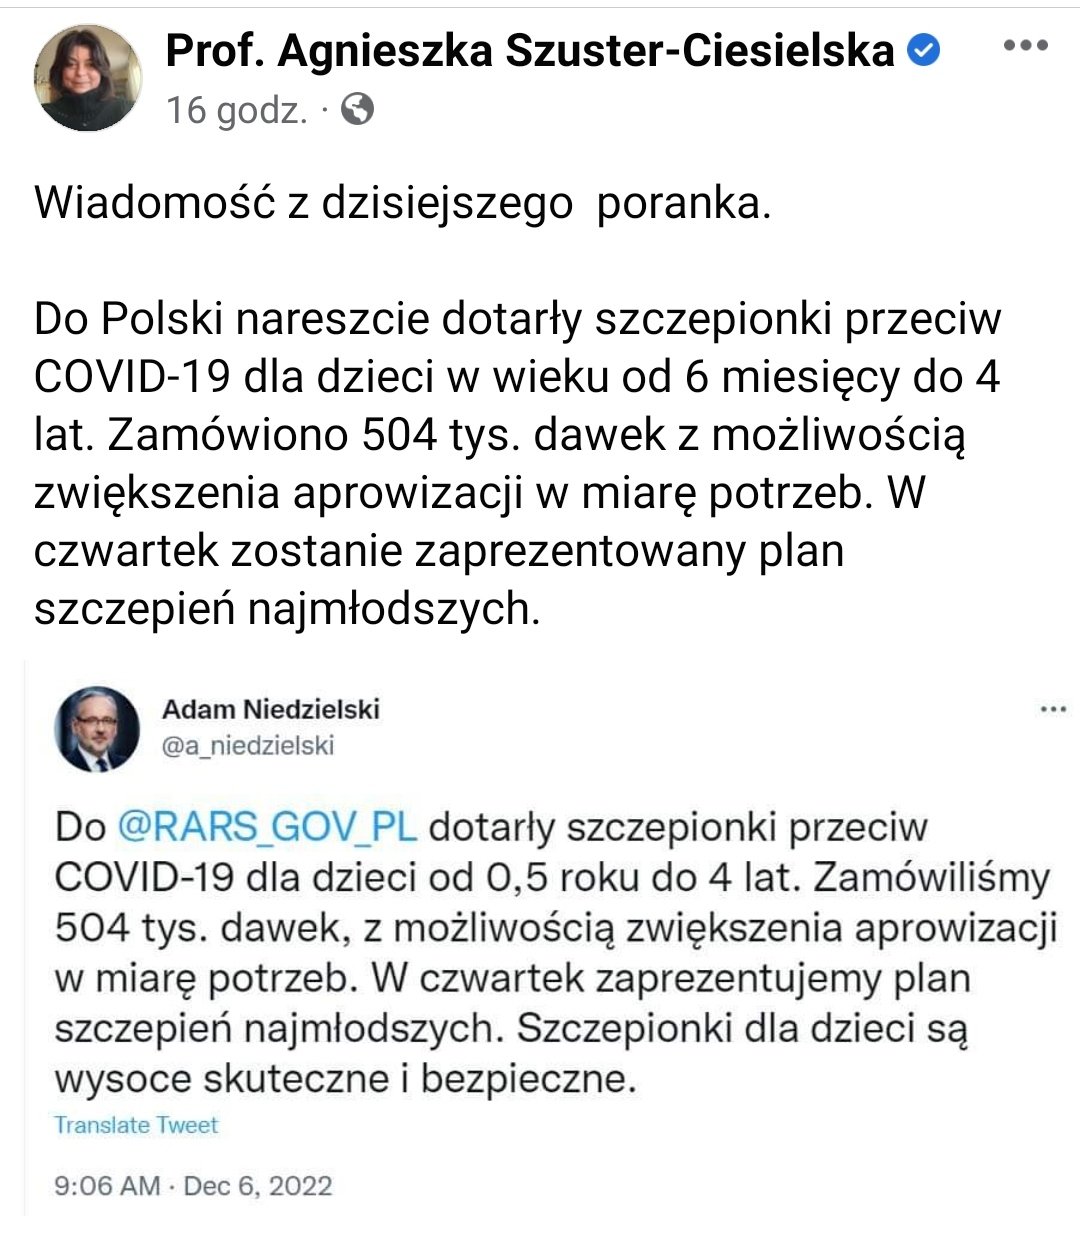 Prof. Agnieszka Szuster-Ciesielska
16 godz. ·
Wiadomość z dzisiejszego poranka.
Do Polski nareszcie dotarły szczepionki przeciw
COVID-19 dla dzieci w wieku od 6 miesięcy do 4
lat. Zamówiono 504 tys. dawek z możliwością
zwiększenia aprowizacji w miarę potrzeb. W
czwartek zostanie zaprezentowany plan
szczepień najmłodszych.
Adam Niedzielski
@a_niedzielski
Do @RARS_GOV_PL dotarły szczepionki przeciw
COVID-19 dla dzieci od 0,5 roku do 4 lat. Zamówiliśmy
504 tys. dawek, z możliwością zwiększenia aprowizacji
w miarę potrzeb. W czwartek zaprezentujemy plan
szczepień najmłodszych. Szczepionki dla dzieci są
wysoce skuteczne i bezpieczne.
Translate Tweet
9:06 AM · Dec 6, 2022